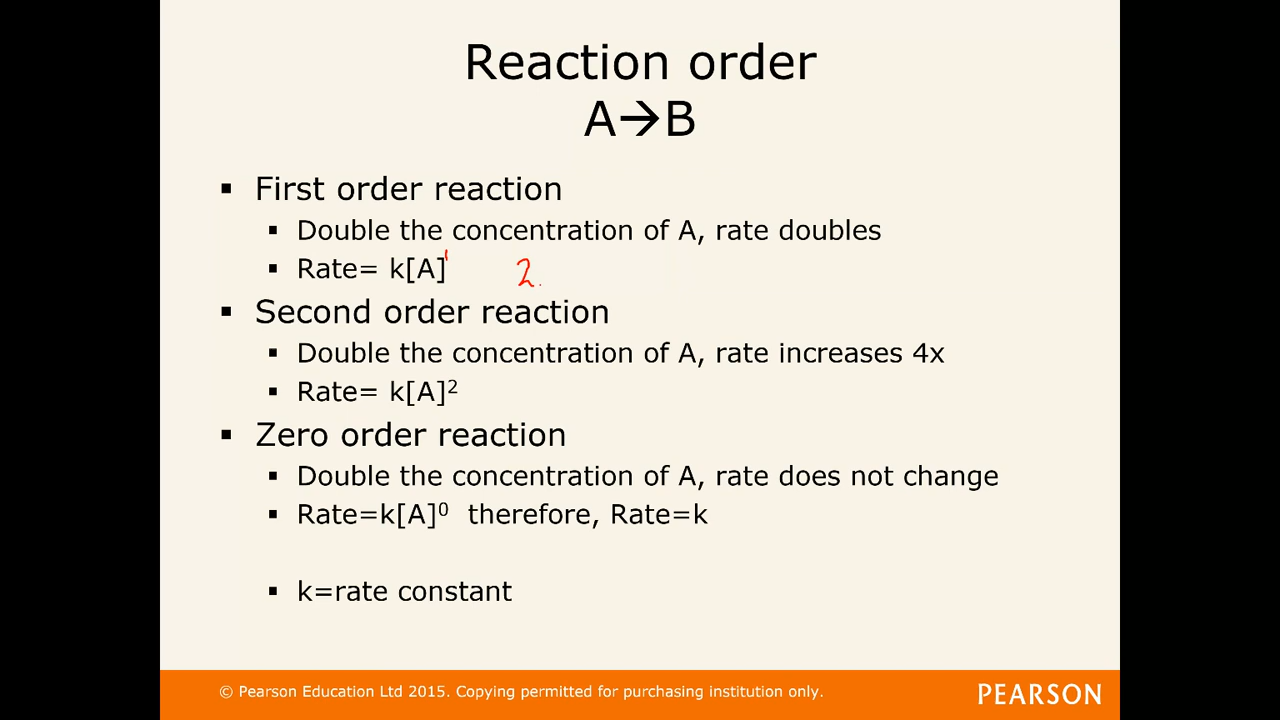 Reaction order
A→B
▪ First order reaction
▪ Double the concentration of A, rate doubles
▪ Rate= k[A]¹ 2.
▪ Second order reaction
▪ Double the concentration of A, rate increases 4x
▪ Rate= k[A]²
▪ Zero order reaction
▪ Double the concentration of A, rate does not change
▪ Rate=k[A]⁰ therefore, Rate=k
▪ k=rate constant
© Pearson Education Ltd 2015. Copying permitted for purchasing institution only.
PEARSON